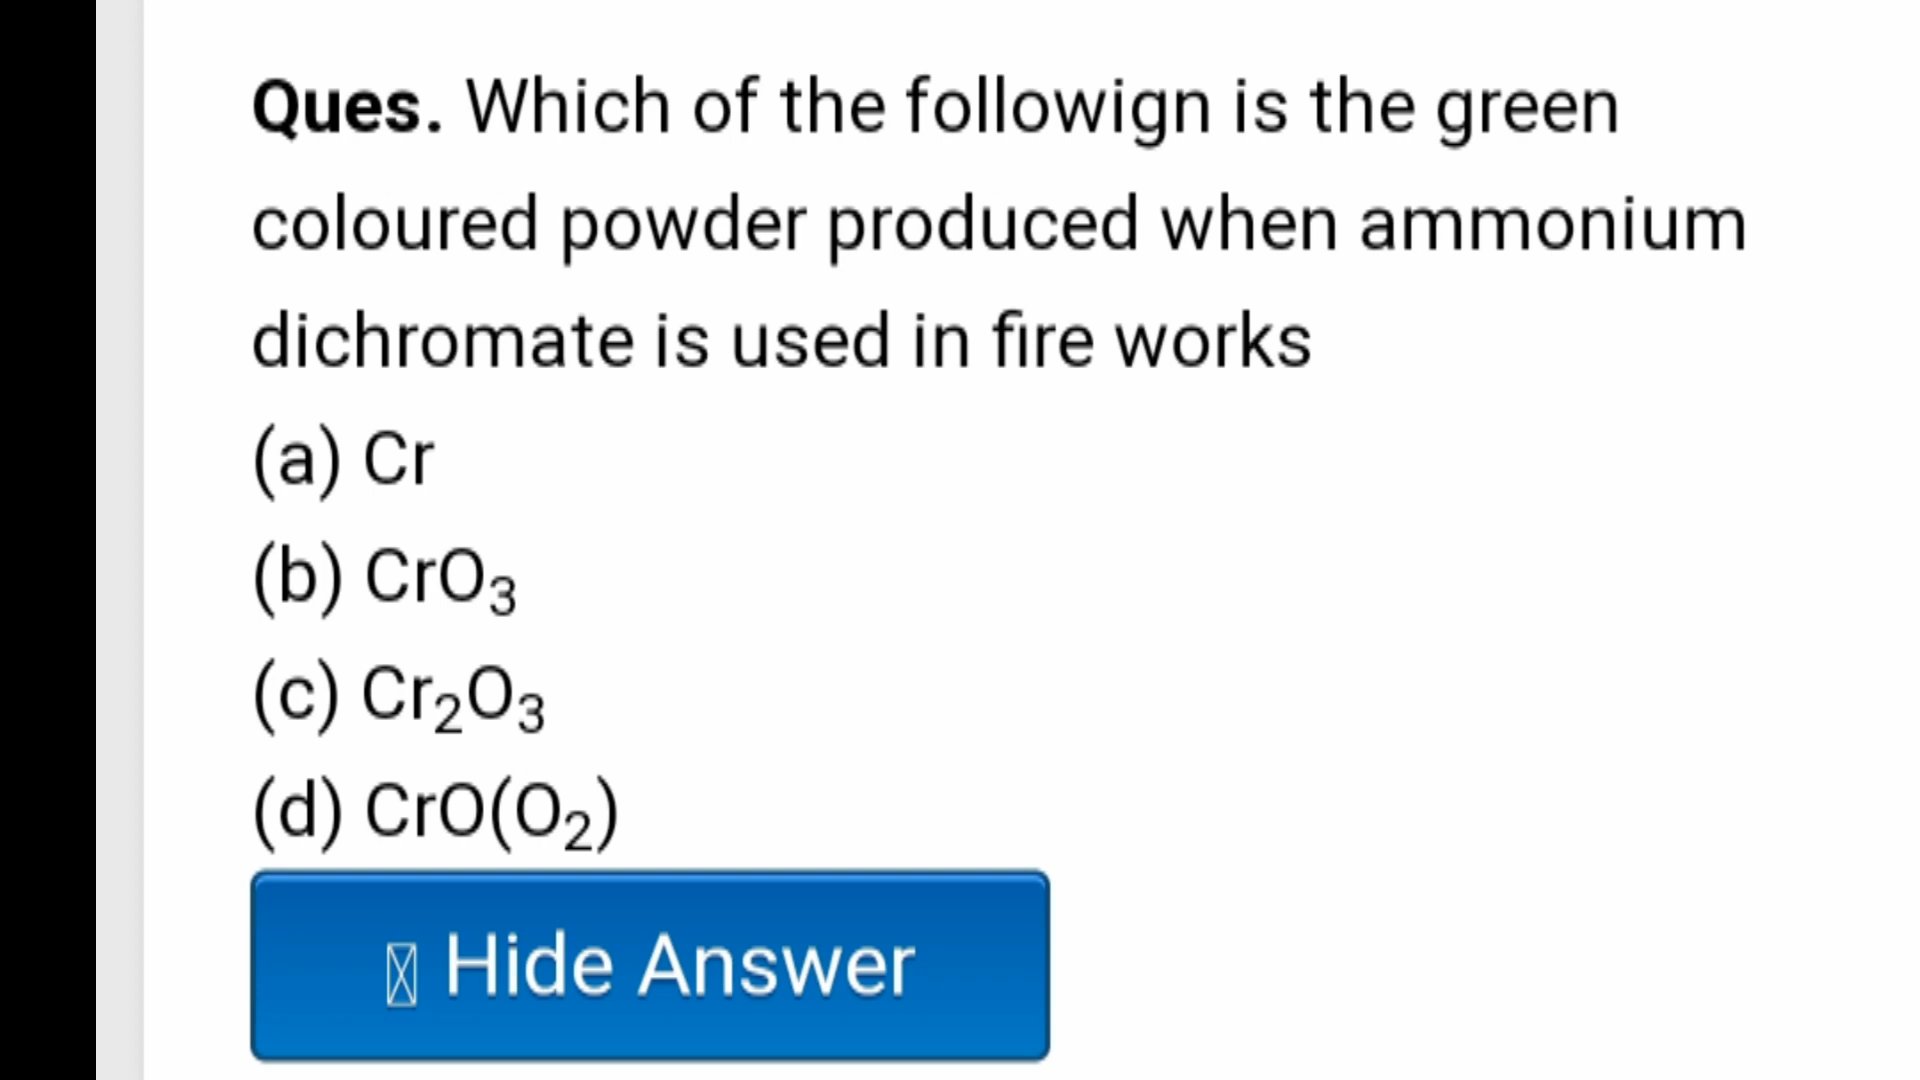 Ques. Which of the followign is the green
coloured powder produced when ammonium
dichromate is used in fire works
(a) Cr
(b) CrO₃
(c) Cr₂O₃
(d) CrO(O₂)
Hide Answer